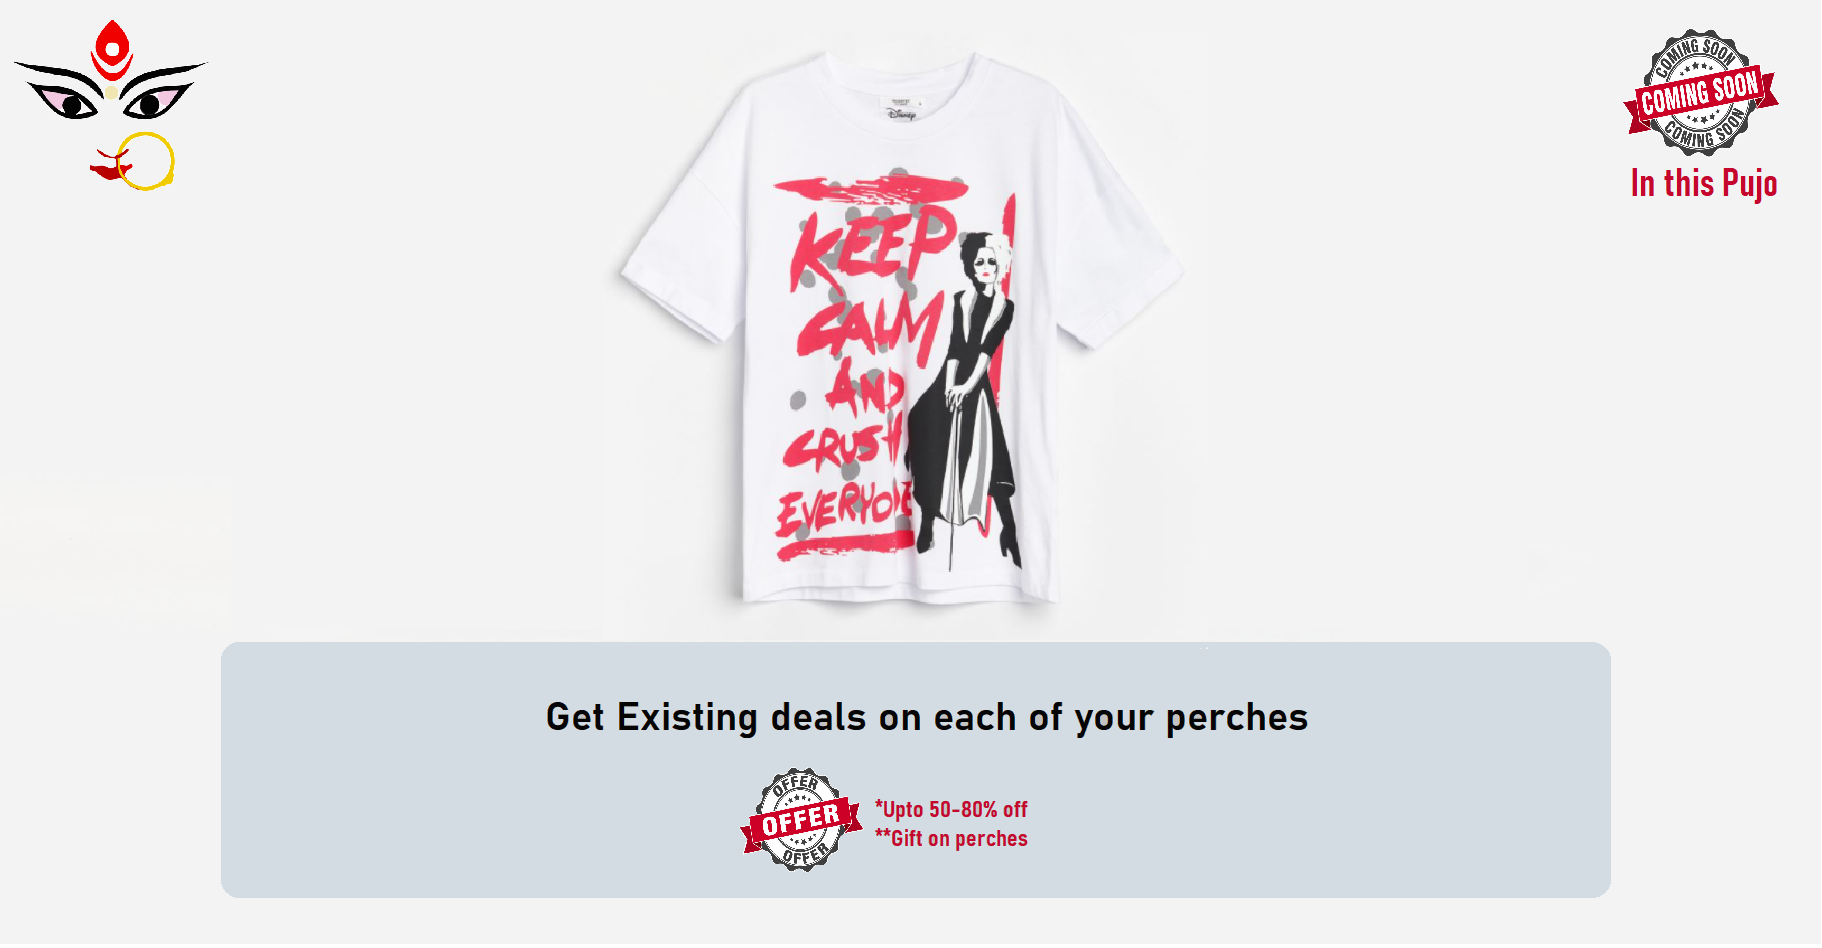 COMING SOON
COMING SOON
COMING SOON
In this Pujo
Disney
KEEP
CALM
AND
CRUSH
EVERYONE
Get Existing deals on each of your perches
OFFER
OFFER
OFFER
*Upto 50-80% off
**Gift on perches